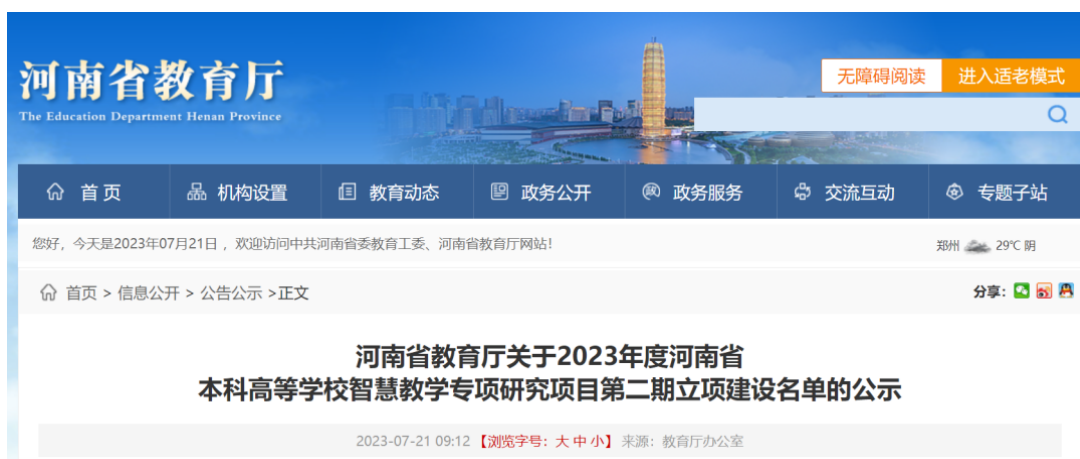 河南省教育厅
The Education Department Henan Province
无障碍阅读 进入适老模式
首页 机构设置 教育动态 政务公开 政务服务 交流互动 专题子站
您好，今天是2023年07月21日，欢迎访问中共河南省委教育工委、河南省教育厅网站！
郑州 29℃ 阴
首页 > 信息公开 > 公告公示 >正文
分享：
河南省教育厅关于2023年度河南省
本科高等学校智慧教学专项研究项目第二期立项建设名单的公示
2023-07-21 09:12 【浏览字号：大 中 小】 来源：教育厅办公室